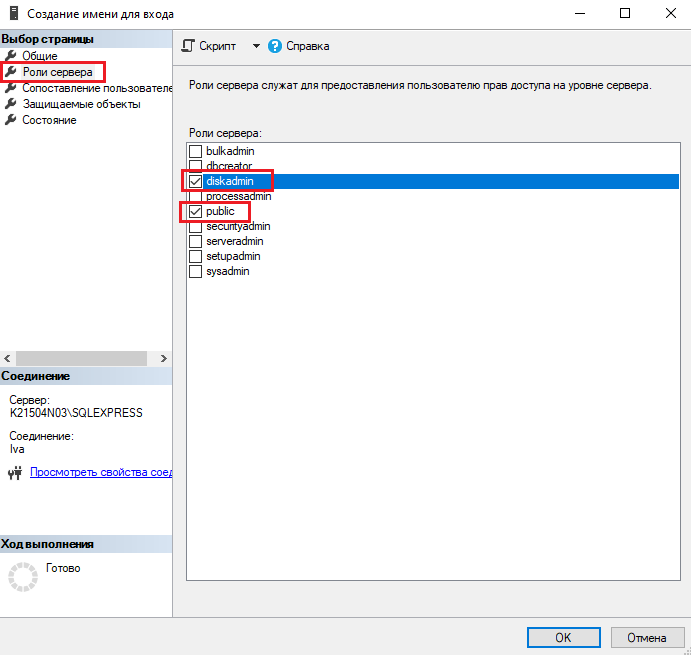 Создание имени для входа
Выбор страницы
Общие
Роли сервера
Сопоставление пользователе
Защищаемые объекты
Состояние
Скрипт
Справка
Роли сервера служат для предоставления пользователю прав доступа на уровне сервера.
Роли сервера:
bulkadmin
dbcreator
diskadmin
processadmin
public
securityadmin
serveradmin
setupadmin
sysadmin
Соединение
Сервер:
K21504N03\SQLEXPRESS
Соединение:
Iva
Просмотреть свойства соед
Ход выполнения
Готово
OK
Отмена